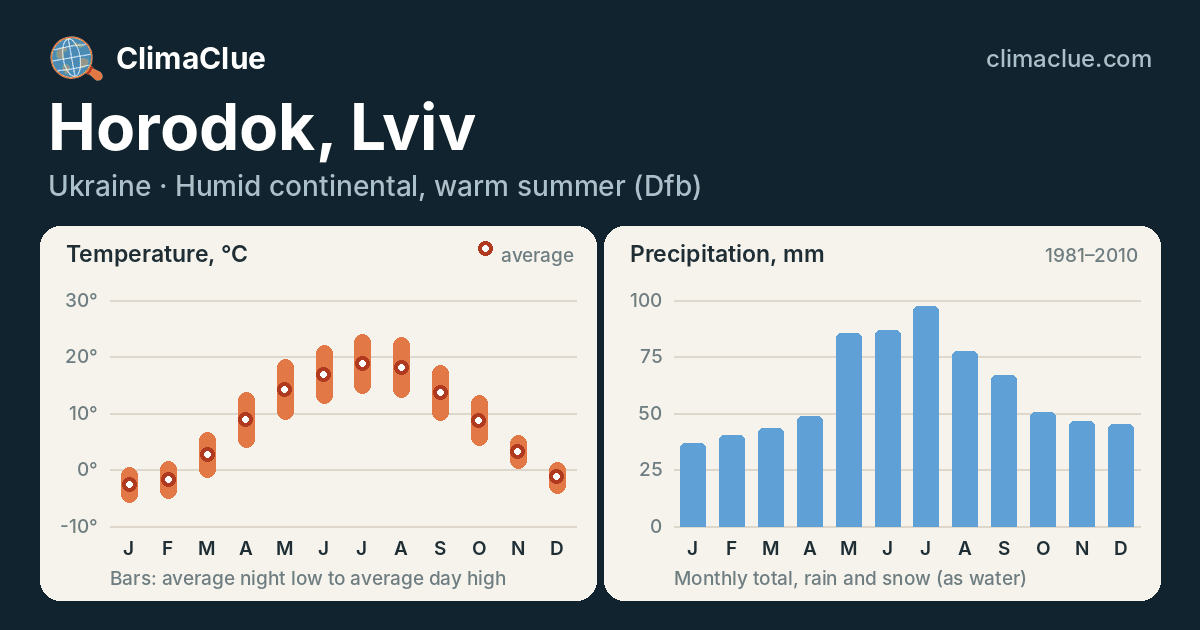 ClimaClue
climaclue.com
Horodok, Lviv
Ukraine · Humid continental, warm summer (Dfb)
Temperature, °C
average
30°
20°
10°
0°
-10°
J F M A M J J A S O N D
Bars: average night low to average day high
Precipitation, mm
1981–2010
100
75
50
25
0
J F M A M J J A S O N D
Monthly total, rain and snow (as water)